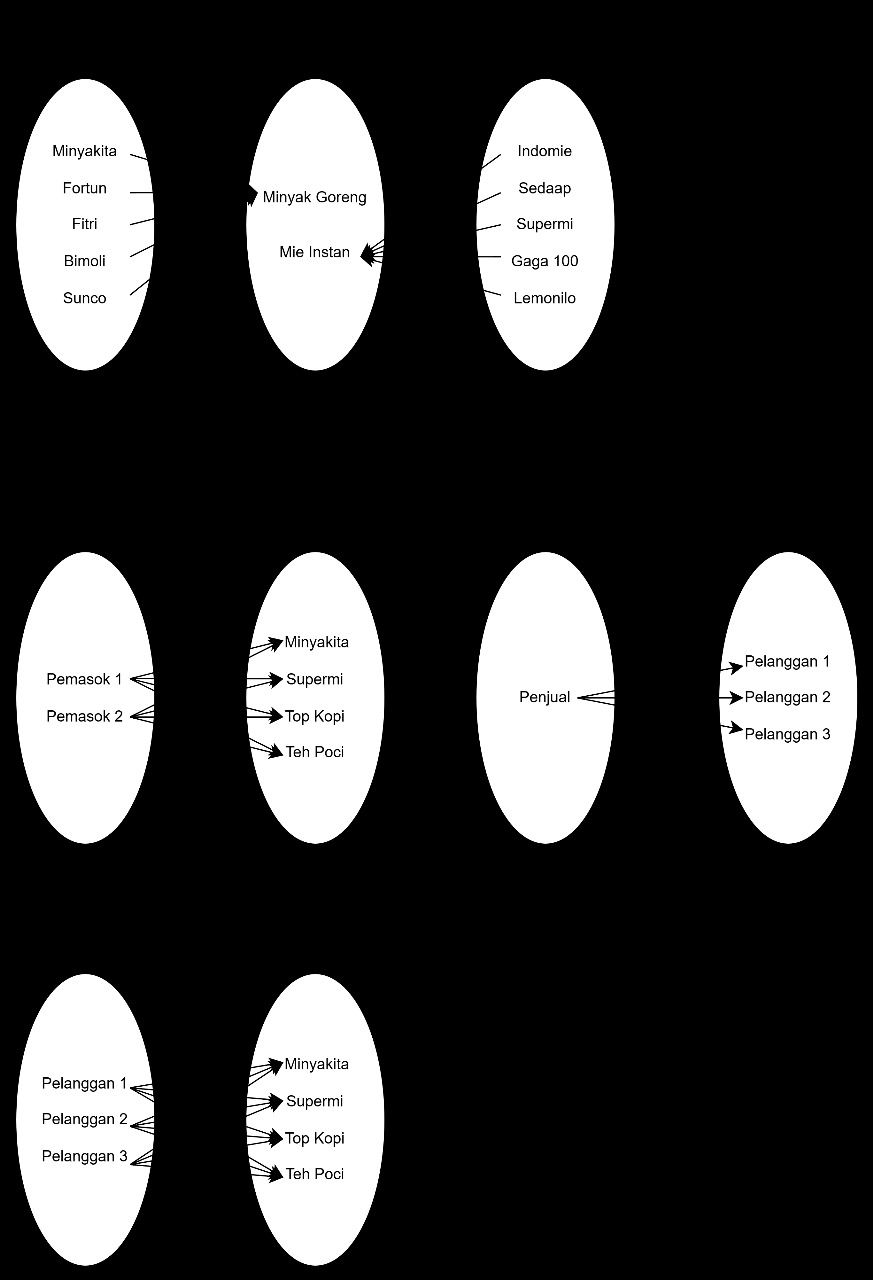 Minyakita
Fortun
Fitri
Bimoli
Sunco
Minyak Goreng
Mie Instan
Indomie
Sedaap
Supermi
Gaga 100
Lemonilo
Pemasok 1
Pemasok 2
Minyakita
Supermi
Top Kopi
Teh Poci
Penjual
Pelanggan 1
Pelanggan 2
Pelanggan 3
Pelanggan 1
Pelanggan 2
Pelanggan 3
Minyakita
Supermi
Top Kopi
Teh Poci